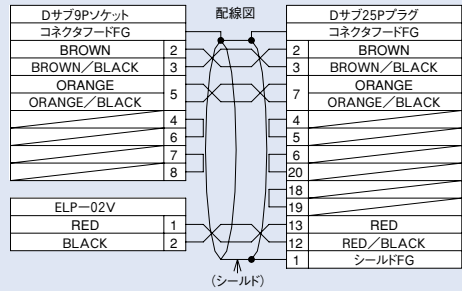 配線図
Dサブ9Pソケット
コネクタフードFG
BROWN 2
BROWN／BLACK 3
ORANGE
ORANGE／BLACK
5
4
6
7
8
ELP－02V
RED 1
BLACK 2
Dサブ25Pプラグ
コネクタフードFG
2 BROWN
3 BROWN／BLACK
7
ORANGE
ORANGE／BLACK
4
5
6
20
18
19
13 RED
12 RED／BLACK
1 シールドFG
(シールド)